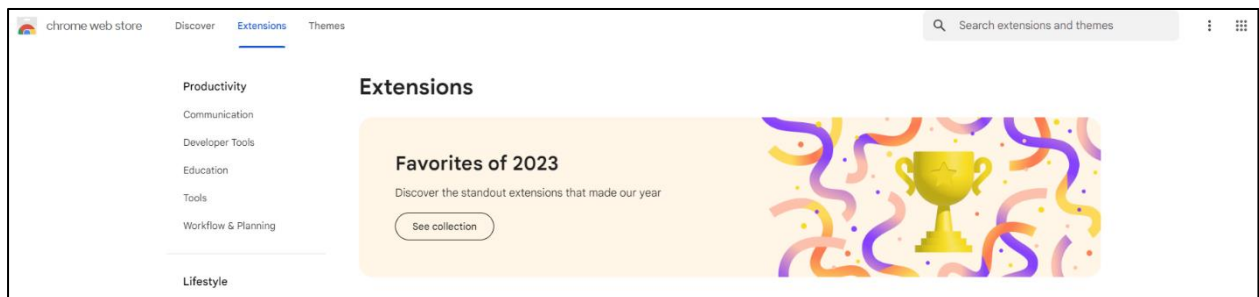 chrome web store
Discover
Extensions
Themes
Search extensions and themes
Productivity
Communication
Developer Tools
Education
Tools
Workflow & Planning
Lifestyle
Extensions
Favorites of 2023
Discover the standout extensions that made our year
See collection